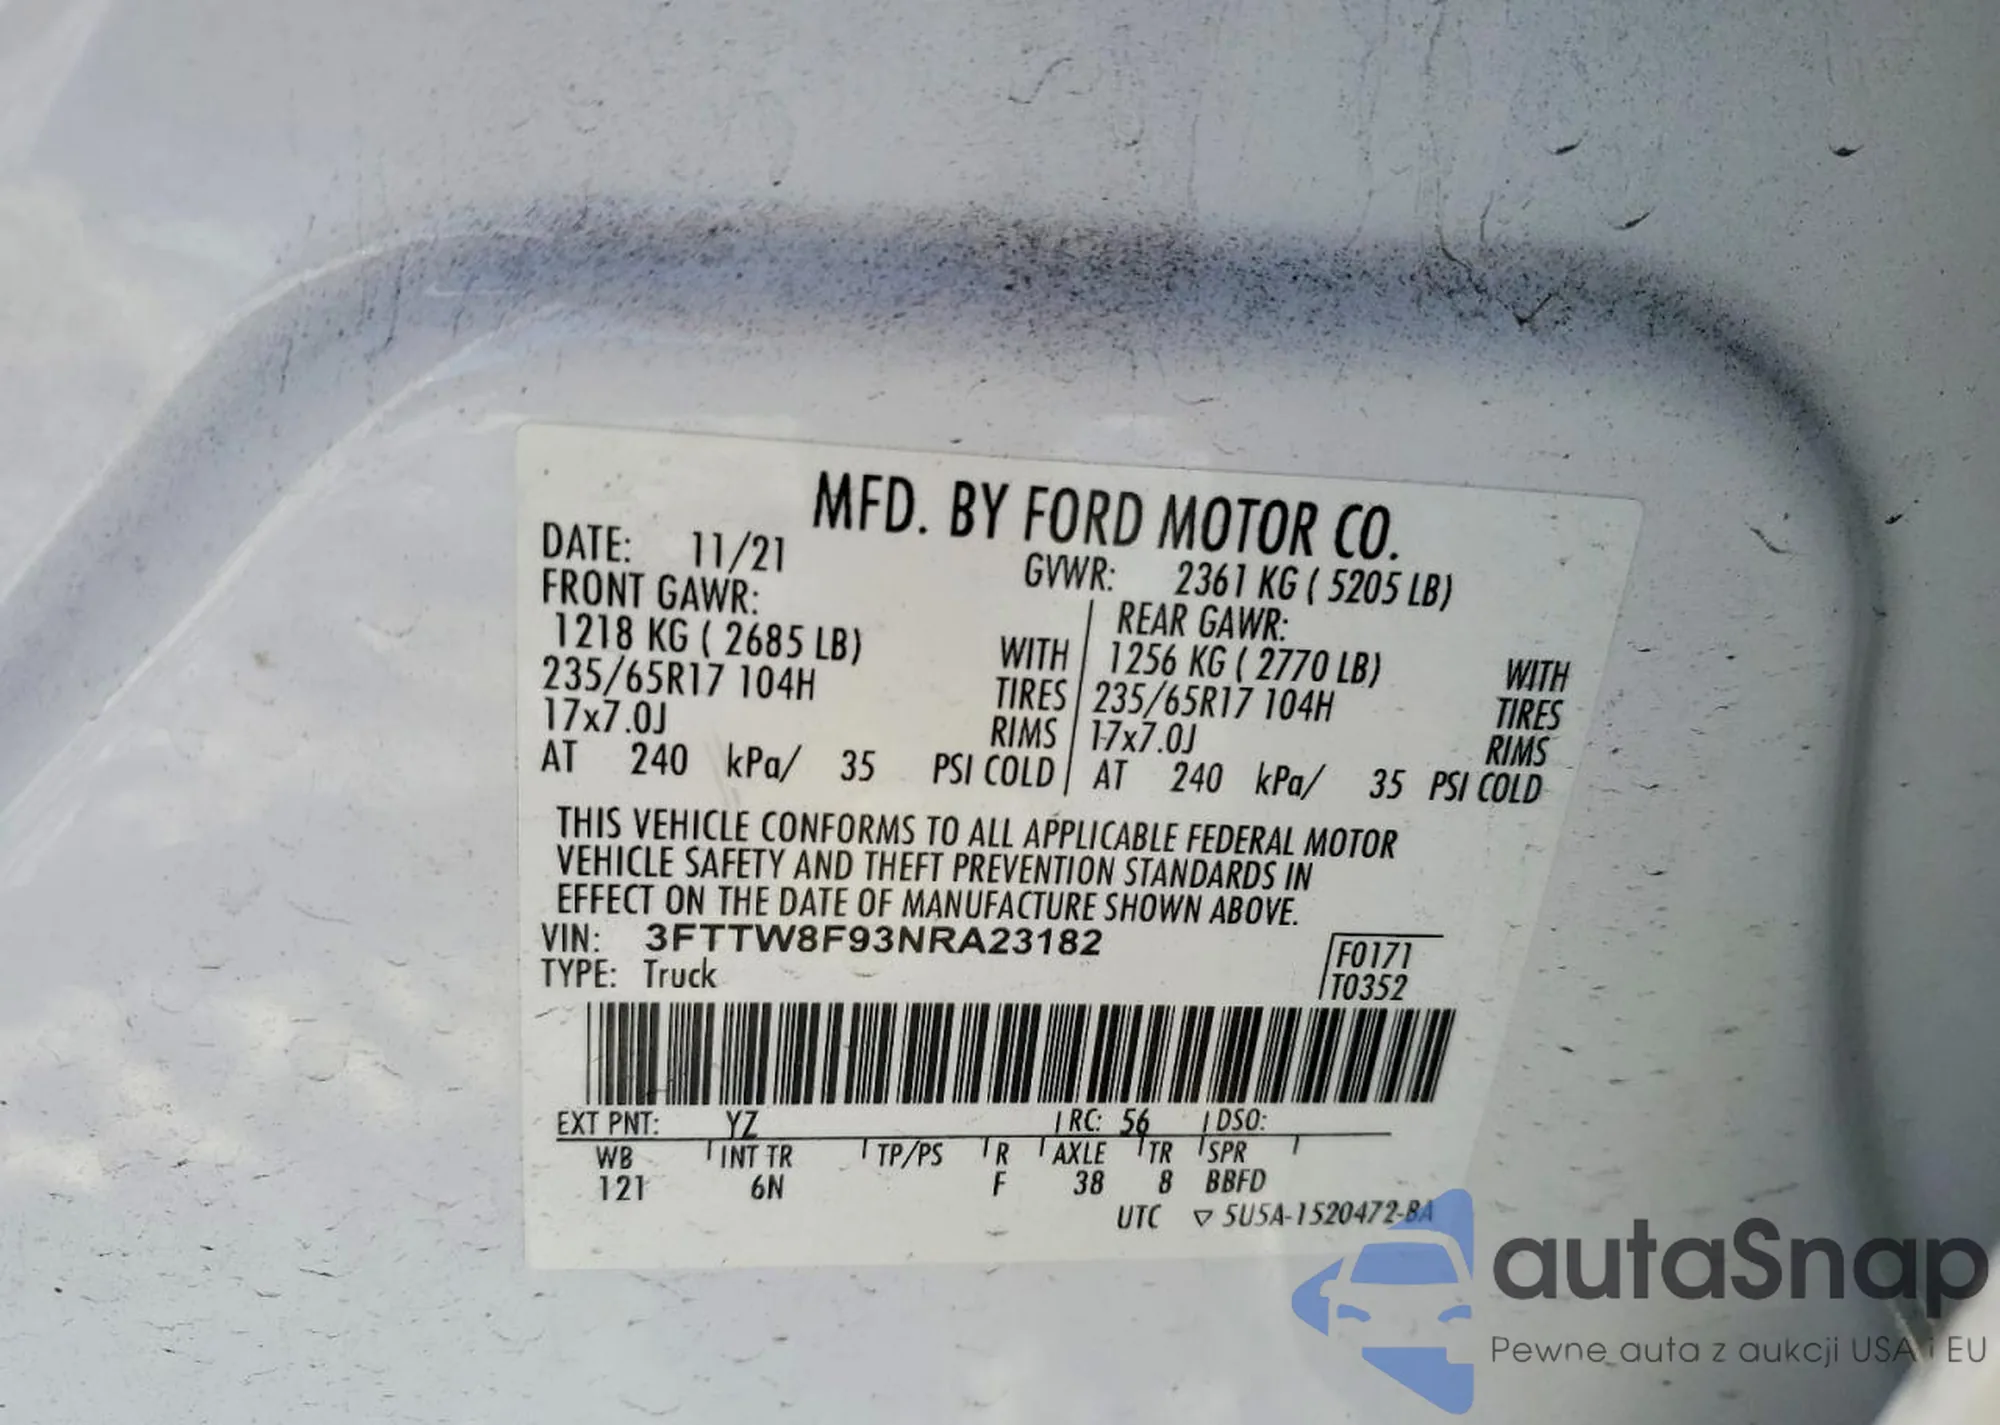 MFD. BY FORD MOTOR CO.
DATE: 11/21
GVWR: 2361 KG ( 5205 LB)
FRONT GAWR:
1218 KG ( 2685 LB) WITH
235/65R17 104H TIRES
17x7.0J RIMS
AT 240 kPa/ 35 PSI COLD
REAR GAWR:
1256 KG ( 2770 LB) WITH
235/65R17 104H TIRES
17x7.0J RIMS
AT 240 kPa/ 35 PSI COLD
THIS VEHICLE CONFORMS TO ALL APPLICABLE FEDERAL MOTOR
VEHICLE SAFETY AND THEFT PREVENTION STANDARDS IN
EFFECT ON THE DATE OF MANUFACTURE SHOWN ABOVE.
VIN: 3FTTW8F93NRA23182
TYPE: Truck
F0171
T0352
EXT PNT: YZ RC: 56 DSO:
WB INT TR TP/PS R AXLE TR SPR
121 6N F 38 8 BBFD
UTC ▽ 5U5A-1520472-BA
autaSnap
Pewne auta z aukcji USA i EU